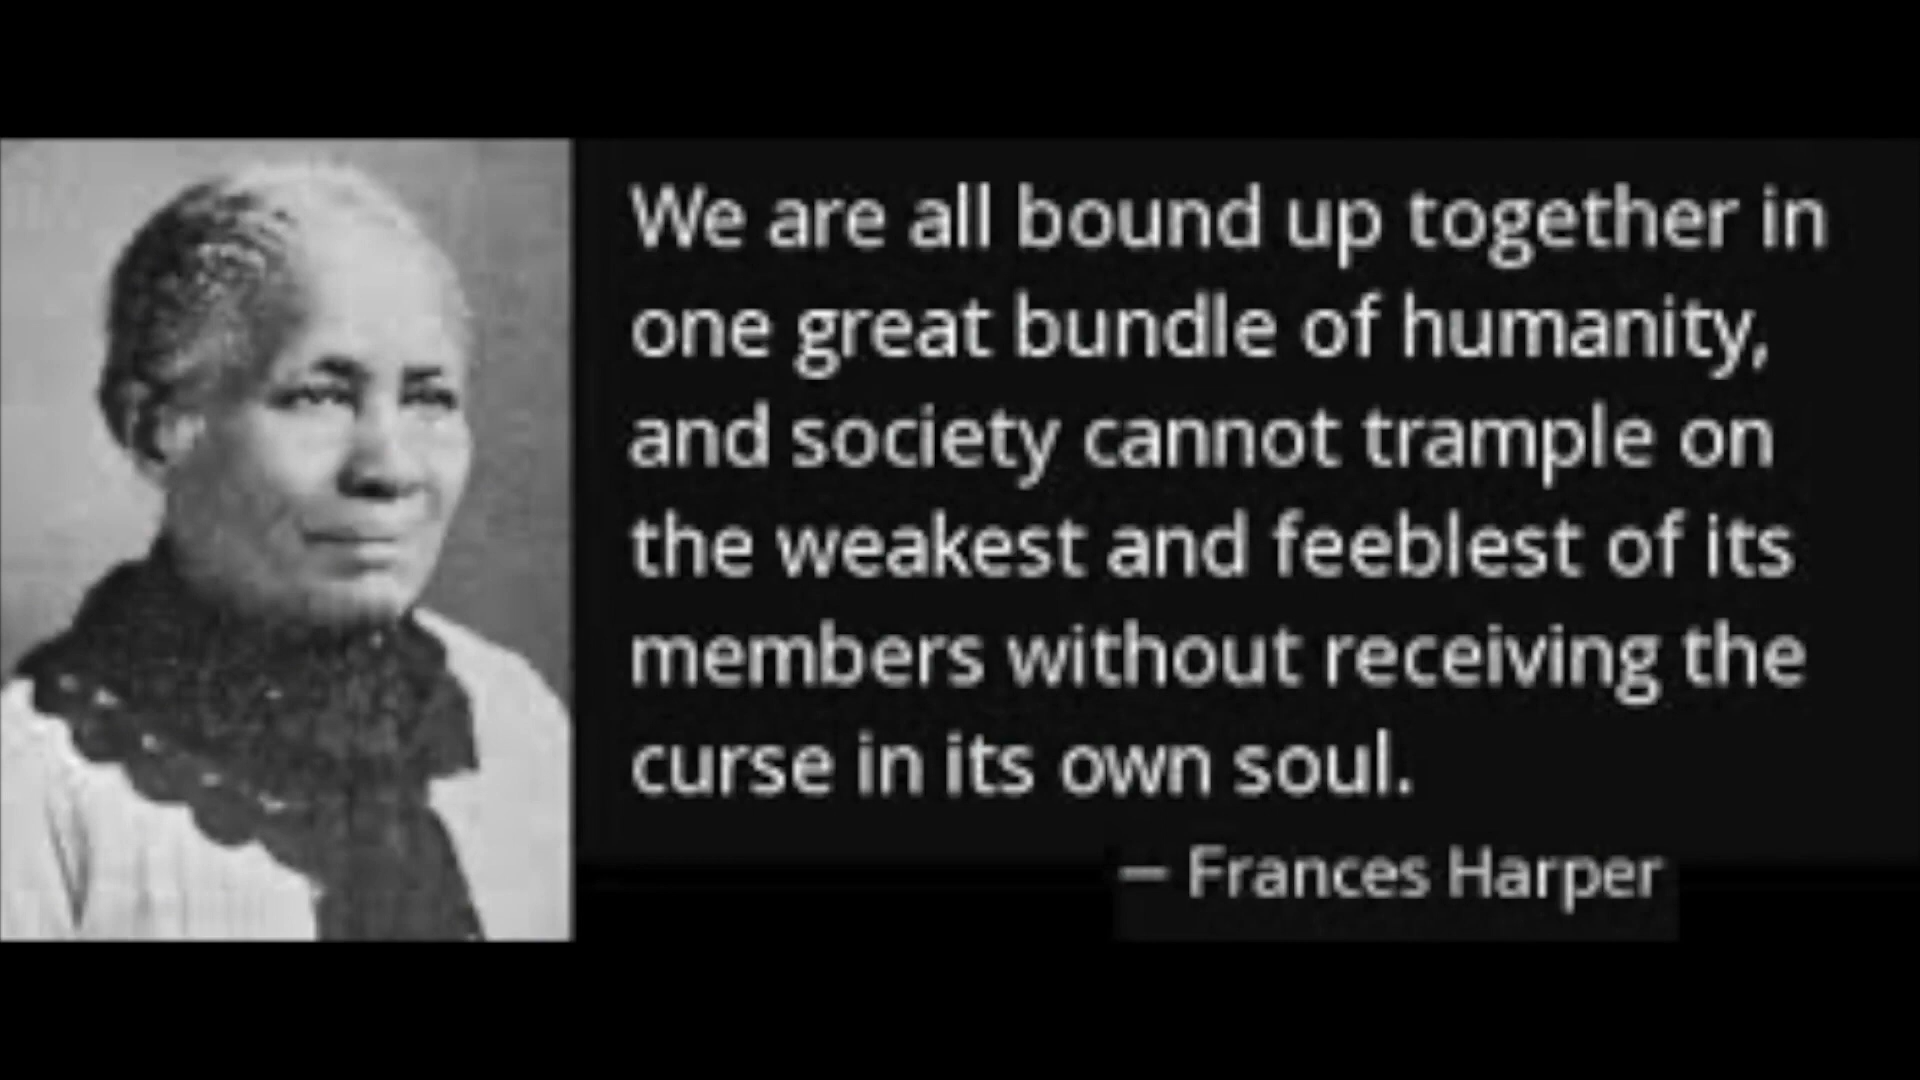 We are all bound up together in
one great bundle of humanity,
and society cannot trample on
the weakest and feeblest of its
members without receiving the
curse in its own soul.
— Frances Harper